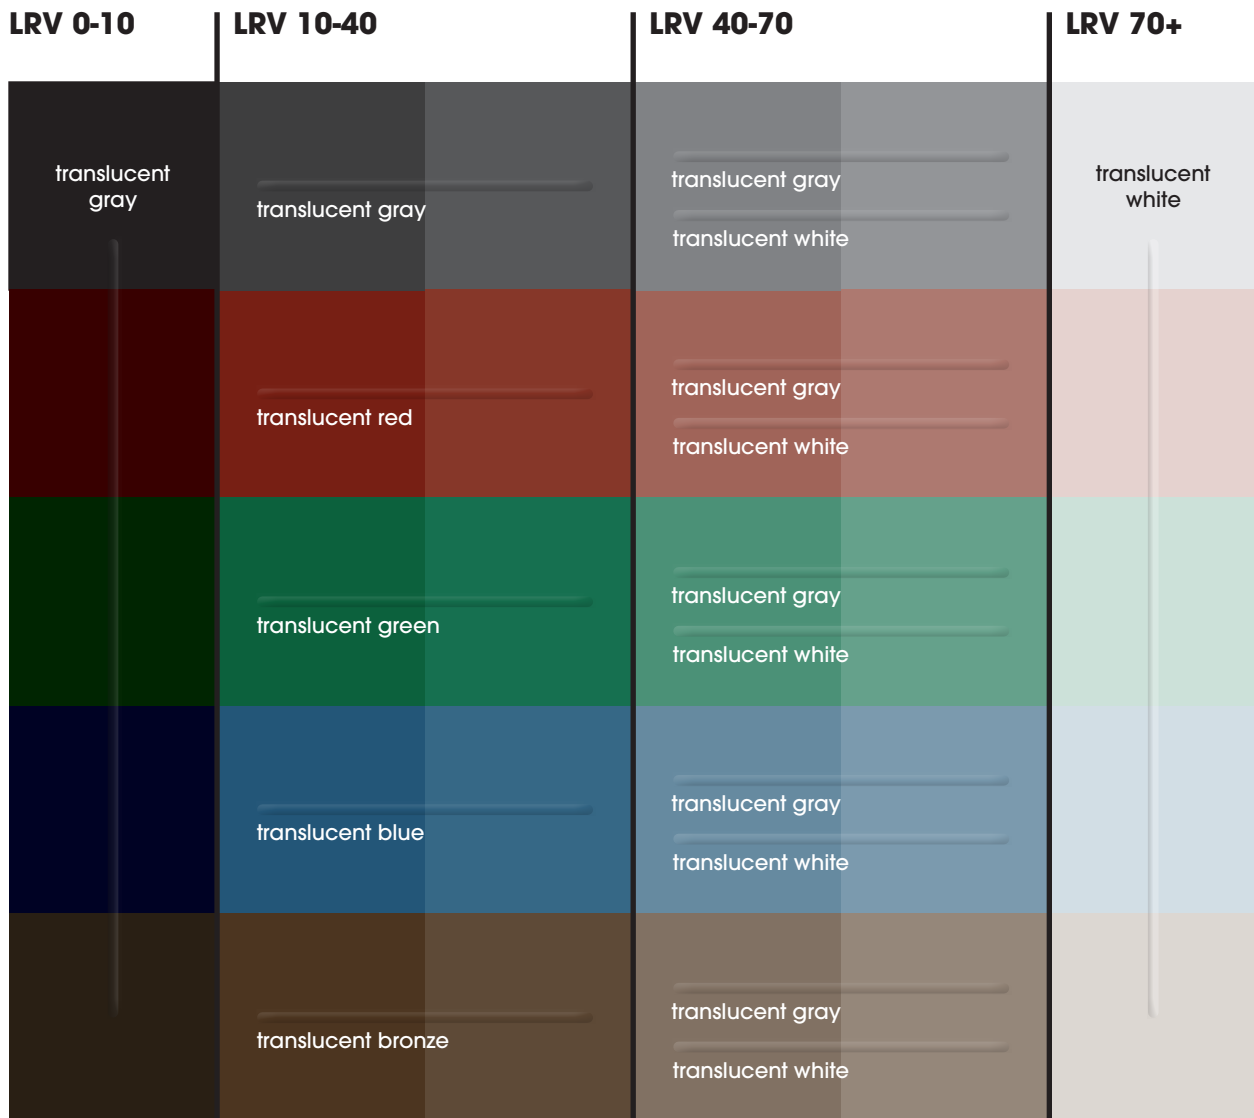 LRV 0-10
LRV 10-40
LRV 40-70
LRV 70+
translucent
gray
translucent gray
translucent gray
translucent white
translucent
white
translucent red
translucent gray
translucent white
translucent green
translucent gray
translucent white
translucent blue
translucent gray
translucent white
translucent bronze
translucent gray
translucent white